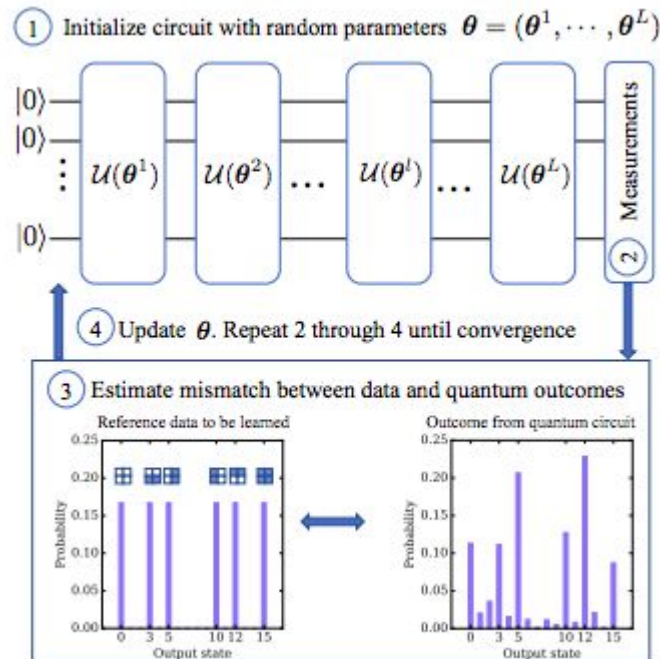 ① Initialize circuit with random parameters θ = (θ¹, ⋯ , θᴸ)
|0⟩
|0⟩
⋮
|0⟩
𝒰(θ¹)
𝒰(θ²)
...
𝒰(θˡ)
...
𝒰(θᴸ)
② Measurements
④ Update θ. Repeat 2 through 4 until convergence
③ Estimate mismatch between data and quantum outcomes
Reference data to be learned
Probability
0.25
0.20
0.15
0.10
0.05
0.00
0 3 5 10 12 15
Output state
Outcome from quantum circuit
Probability
0.25
0.20
0.15
0.10
0.05
0.00
0 3 5 10 12 15
Output state